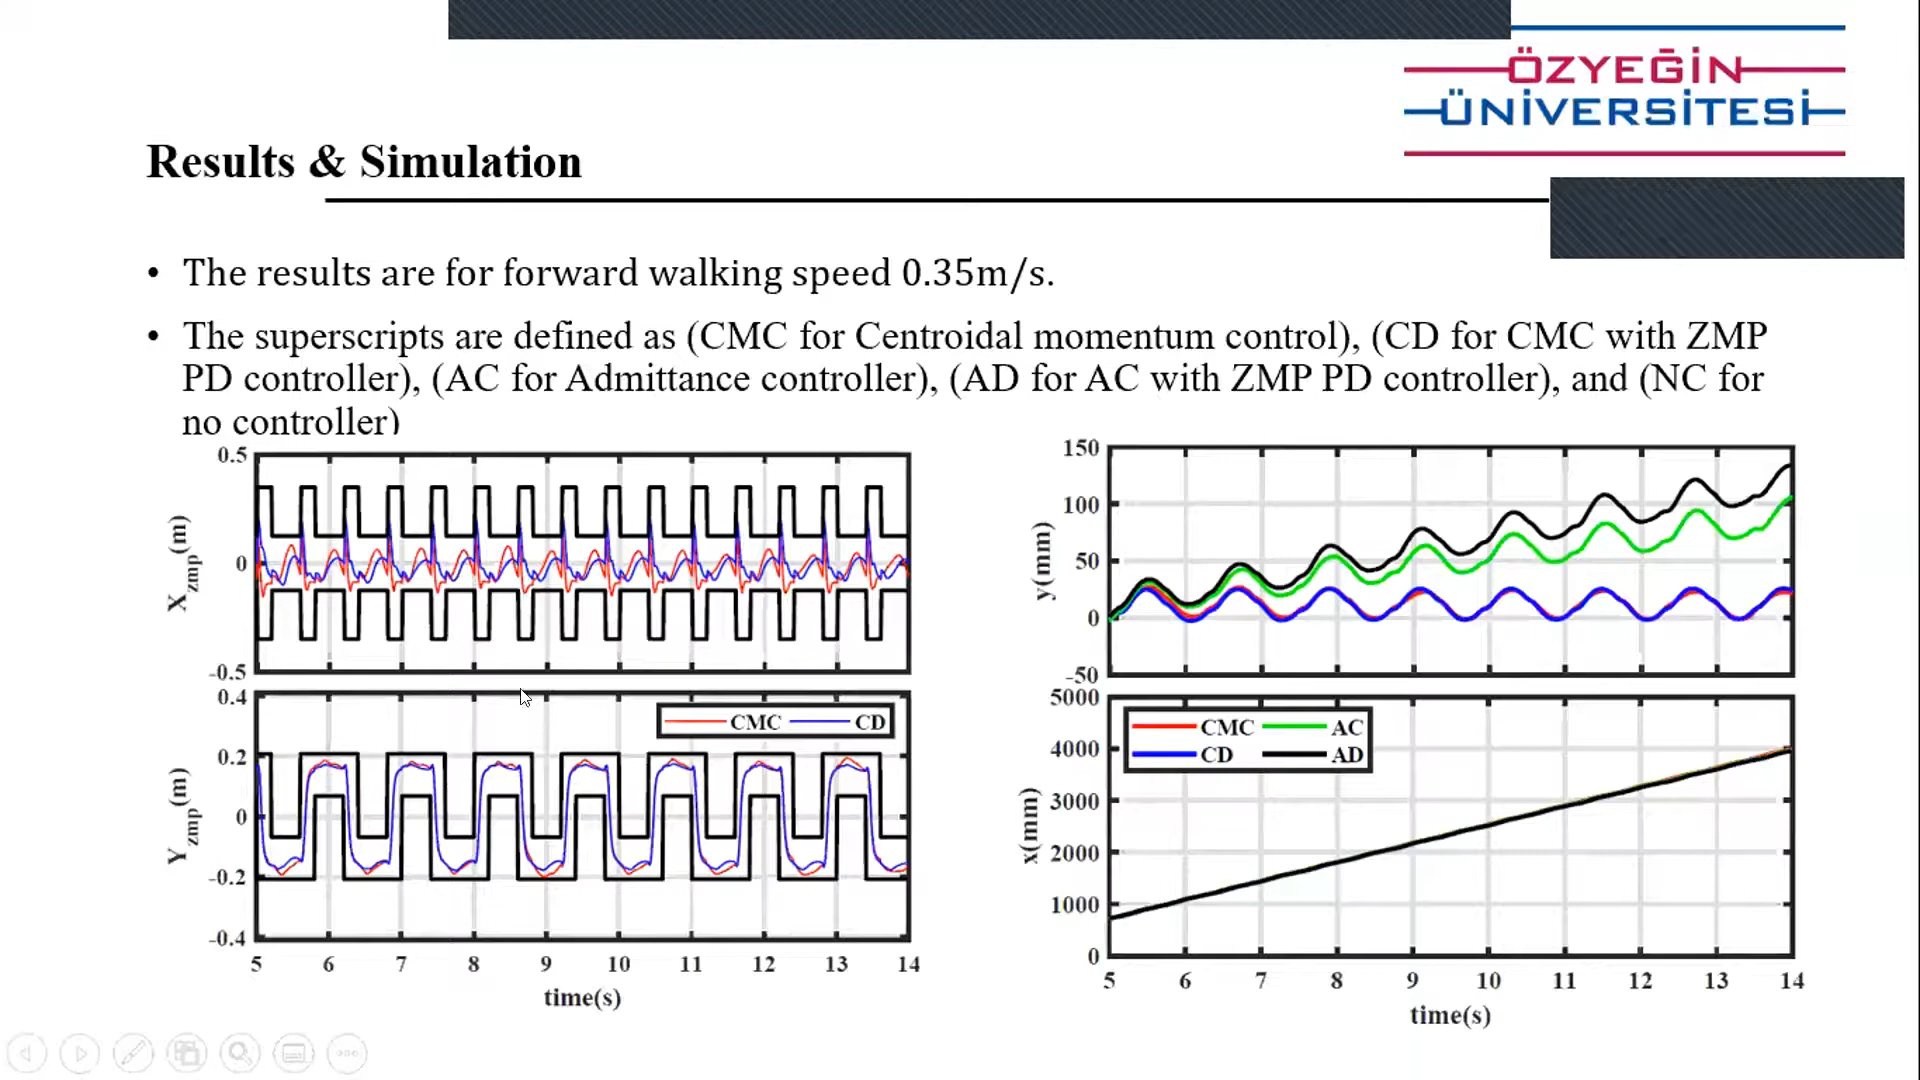 ÖZYEĞİN
ÜNİVERSİTESİ
Results & Simulation
• The results are for forward walking speed 0.35m/s.
• The superscripts are defined as (CMC for Centroidal momentum control), (CD for CMC with ZMP
PD controller), (AC for Admittance controller), (AD for AC with ZMP PD controller), and (NC for
no controller)
0.5
0
-0.5
Xzmp(m)
0.4
0.2
0
-0.2
-0.4
Yzmp(m)
CMC CD
5 6 7 8 9 10 11 12 13 14
time(s)
150
100
50
0
-50
y(mm)
5000
4000
3000
2000
1000
0
x(mm)
CMC AC
CD AD
5 6 7 8 9 10 11 12 13 14
time(s)